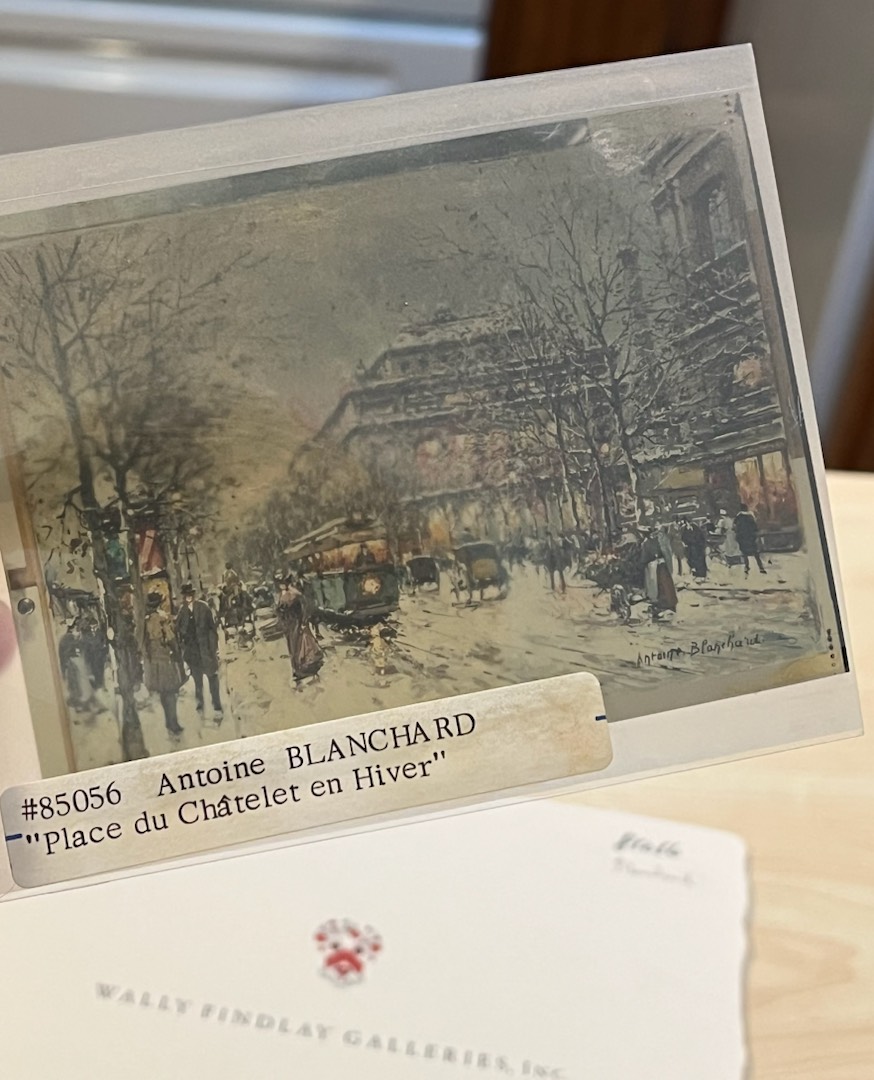 Antoine Blanchard
#85056 Antoine BLANCHARD
"Place du Châtelet en Hiver"
WALLY FINDLAY GALLERIES, INC.